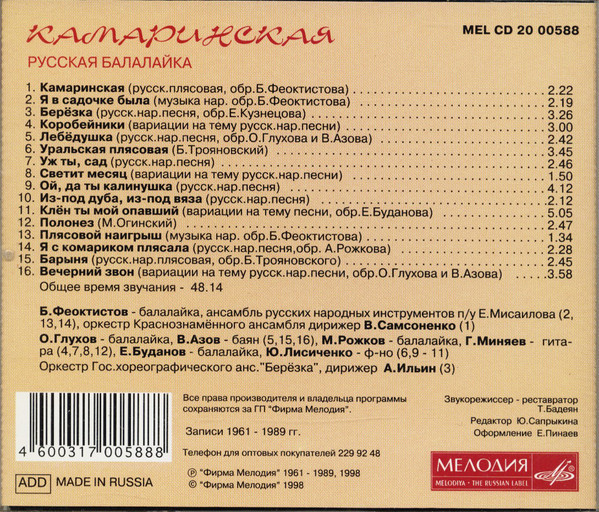 КАМАРИНСКАЯ
MEL CD 20 00588
РУССКАЯ БАЛАЛАЙКА
1. Камаринская (русск.плясовая, обр.Б.Феоктистова) 2.22
2. Я в садочке была (музыка нар. обр.Б.Феоктистова) 2.19
3. Берёзка (русск.нар.песня, обр.Е.Кузнецова) 3.26
4. Коробейники (вариации на тему русск.нар.песни) 3.00
5. Лебёдушка (русск.нар.песня, обр.О.Глухова и В.Азова) 2.42
6. Уральская плясовая (Б.Трояновский) 3.45
7. Уж ты, сад (русск.нар.песня) 2.46
8. Светит месяц (вариации на тему русск.нар.песни) 1.50
9. Ой, да ты калинушка (русск.нар.песня) 4.12
10. Из-под дуба, из-под вяза (русск.нар.песня) 2.12
11. Клён ты мой опавший (вариации на тему песни, обр.Е.Буданова) 5.05
12. Полонез (М.Огинский) 2.47
13. Плясовой наигрыш (музыка нар. обр.Б.Феоктистова) 1.34
14. Я с комариком плясала (русск.нар.песня,обр. А.Рожкова) 2.28
15. Барыня (русск.нар.плясовая, обр.Б.Трояновского) 2.45
16. Вечерний звон (вариации на тему русск.нар.песни, обр.О.Глухова и В.Азова) 3.58
Общее время звучания - 48.14
Б.Феоктистов - балалайка, ансамбль русских народных инструментов п/у Е.Мисаилова (2,
13,14), оркестр Краснознамённого ансамбля дирижер В.Самсоненко (1)
О.Глухов - балалайка, В.Азов - баян (5,15,16), М.Рожков - балалайка, Г.Миняев - ги-
тара (4,7,8,12), Е.Буданов - балалайка, Ю.Лисиченко - ф-но (6,9 - 11)
Оркестр Гос.хореографического анс."Берёзка", дирижер А.Ильин (3)
Все права производителя и владельца программы
сохраняются за ГП "Фирма Мелодия".
Записи 1961 - 1989 гг.
Телефон для оптовых покупателей 229 92 48
℗ "Фирма Мелодия" 1961 - 1989, 1998
© "Фирма Мелодия" 1998
Звукорежиссер - реставратор
Т.Бадеян
Редактор Ю.Сапрыкина
Оформление Е.Пинаев
4 600317 005888
ADD MADE IN RUSSIA
МЕЛОДИЯ
MELODIYA · THE RUSSIAN LABEL